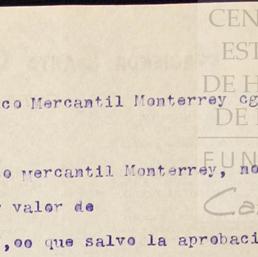 CEN
ES
DE H
DE
co Mercantil Monterrey cg
FUN
o Mercantil Monterrey, no
Ca
valor de
,oo que salvo la aprobaci